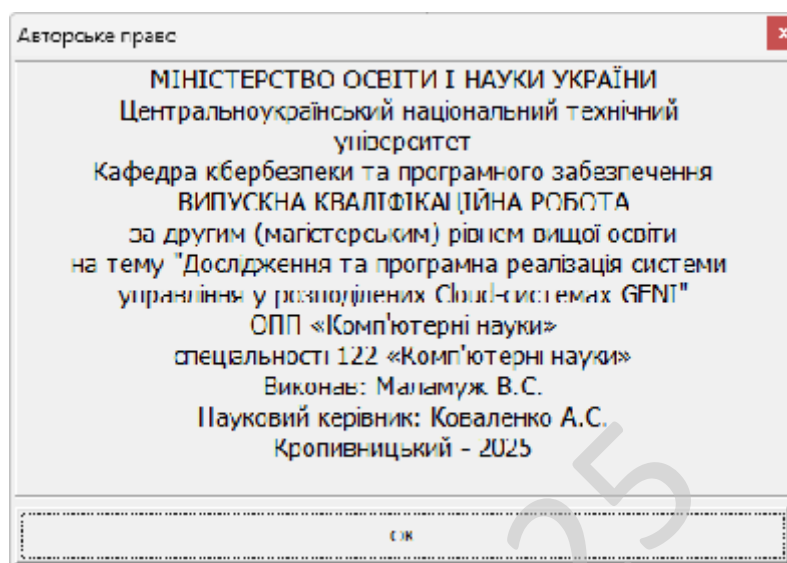 Авторське право
МІНІСТЕРСТВО ОСВІТИ І НАУКИ УКРАЇНИ
Центральноукраїнський національний технічний
університет
Кафедра кібербезпеки та програмного забезпечення
ВИПУСКНА КВАЛІФІКАЦІЙНА РОБОТА
за другим (магістерським) рівнем вищої освіти
на тему "Дослідження та програмна реалізація системи
управління у розподілених Cloud-системах GENI"
ОПП «Комп'ютерні науки»
спеціальності 122 «Комп'ютерні науки»
Виконав: Маламуж В.С.
Науковий керівник: Коваленко А.С.
Кропивницький - 2025
ОК
25